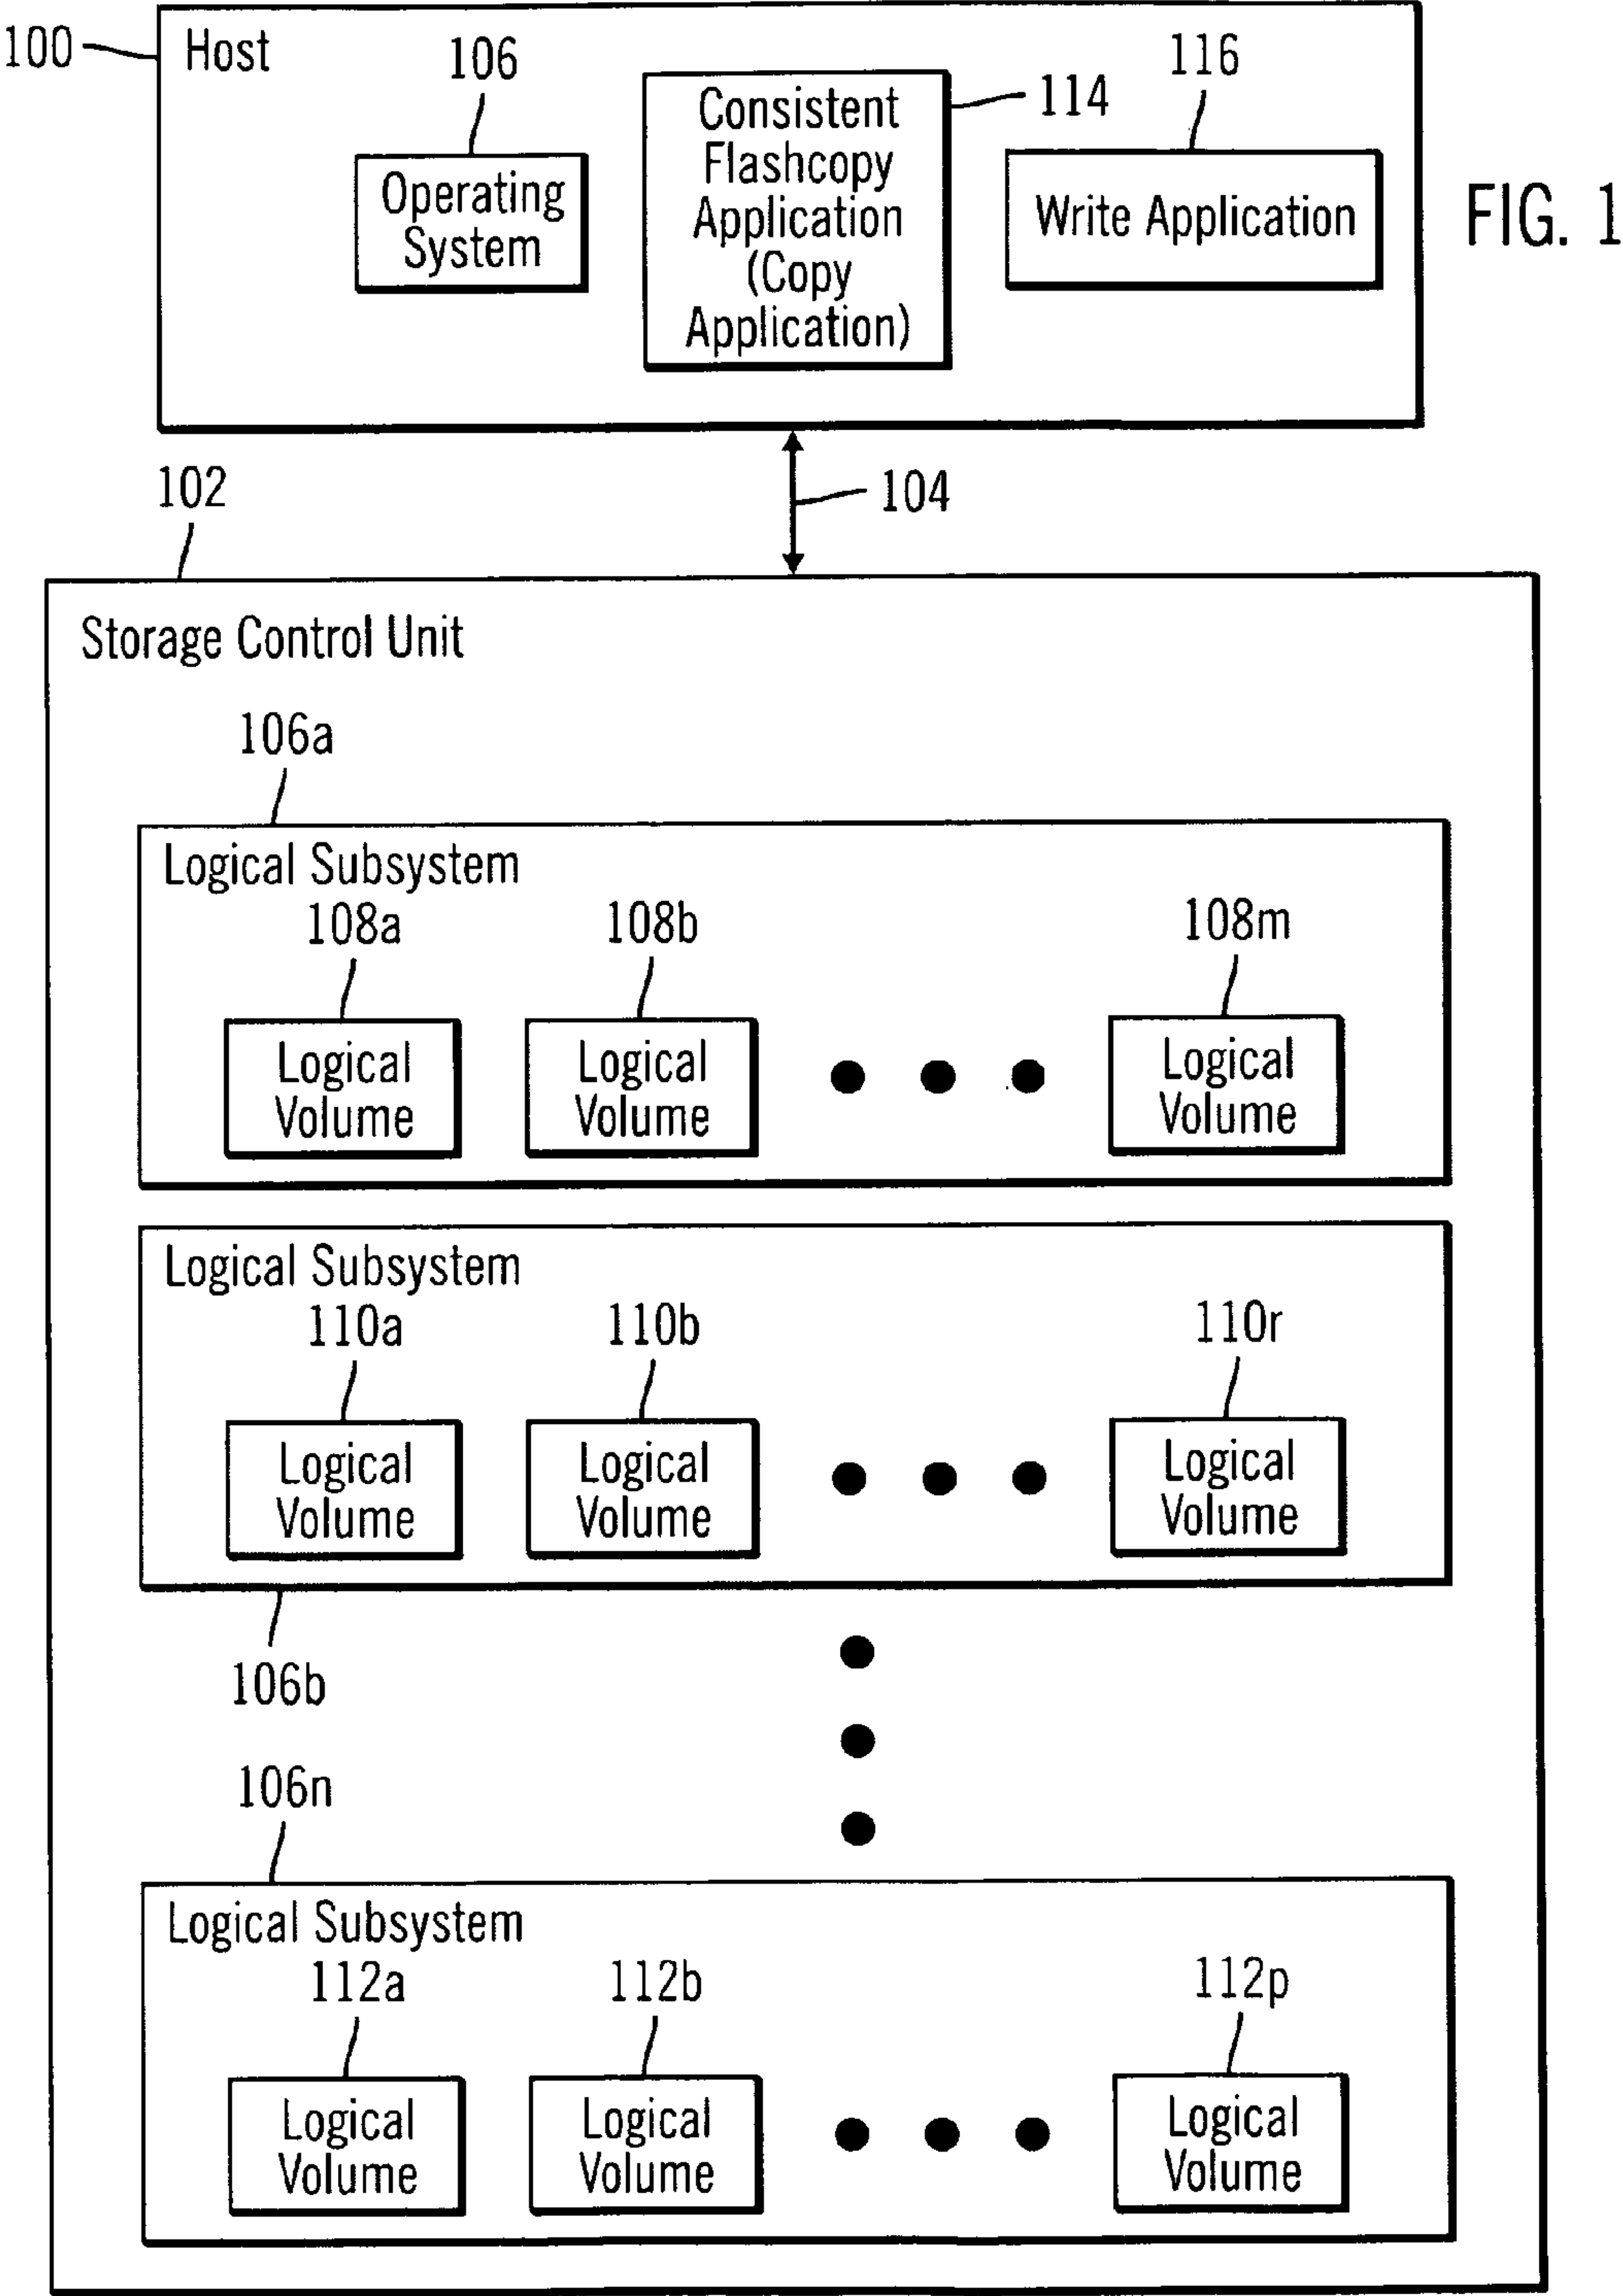 100
Host
106
Operating
System
Consistent
Flashcopy
Application
(Copy
Application)
114
116
Write Application
FIG. 1
102
104
Storage Control Unit
106a
Logical Subsystem
108a
108b
108m
Logical
Volume
Logical
Volume
Logical
Volume
Logical Subsystem
110a
110b
110r
Logical
Volume
Logical
Volume
Logical
Volume
106b
106n
Logical Subsystem
112a
112b
112p
Logical
Volume
Logical
Volume
Logical
Volume